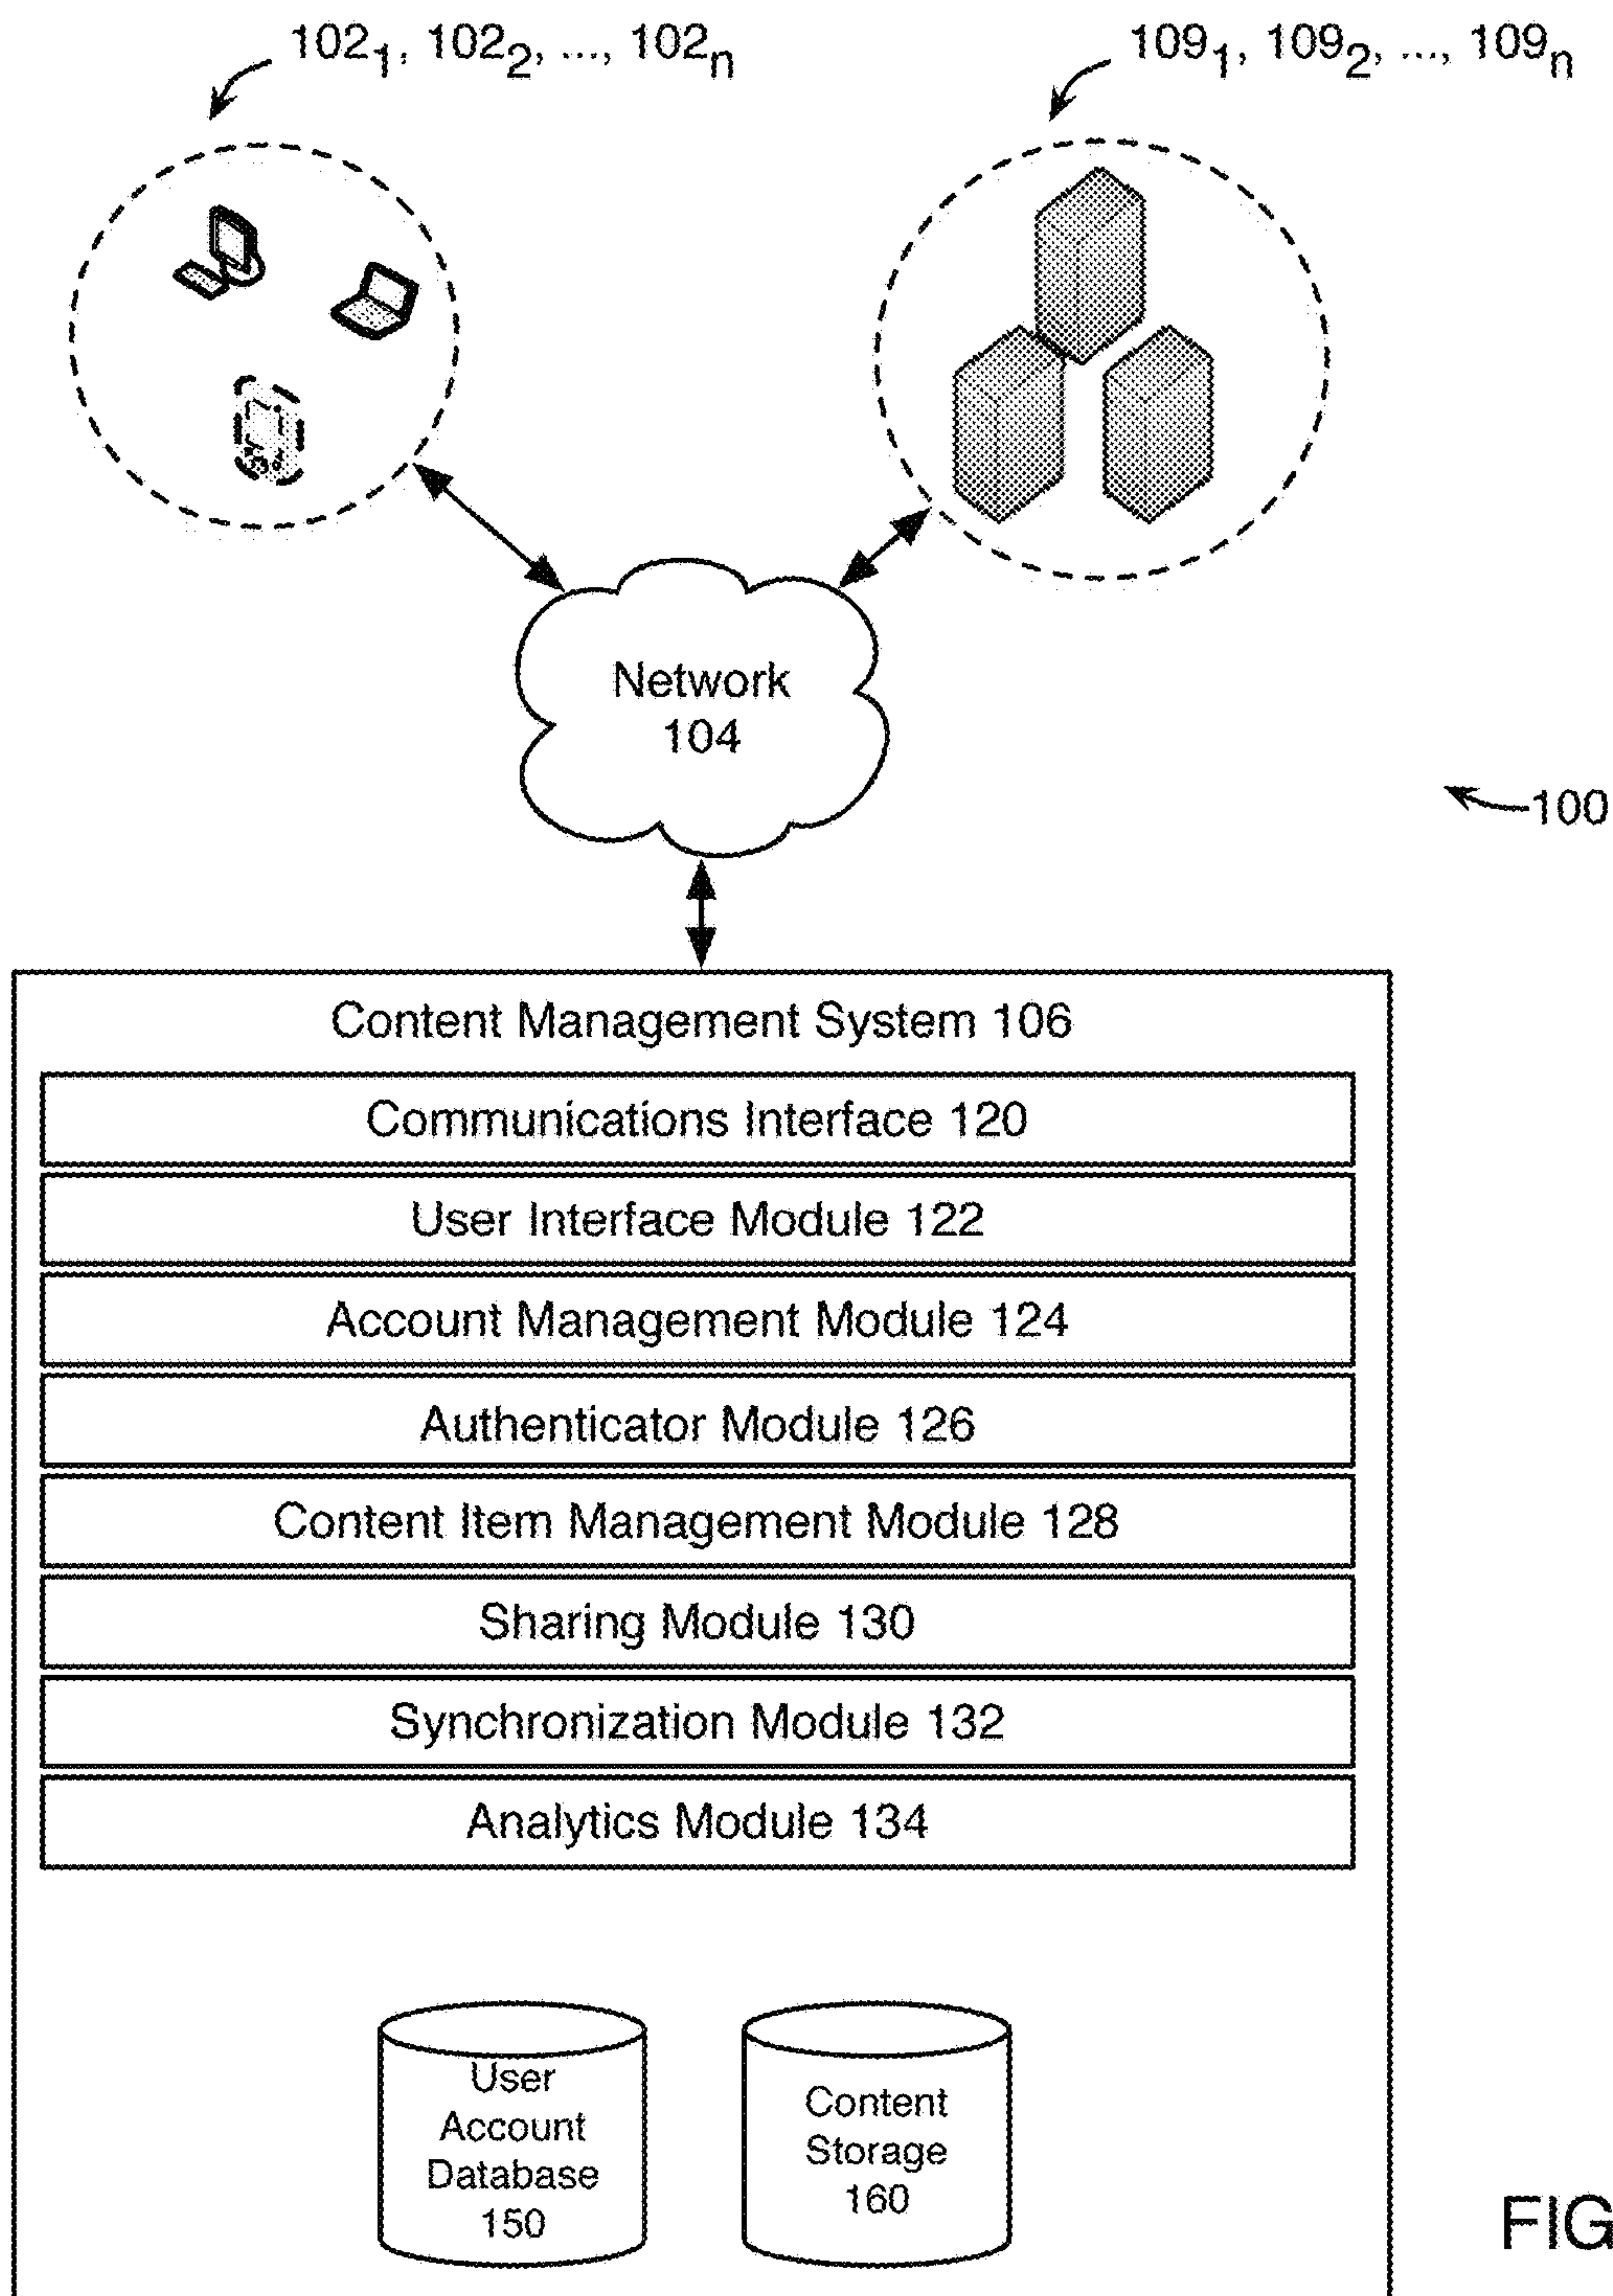 102₁, 102₂, ..., 102ₙ
109₁, 109₂, ..., 109ₙ
Network
104
100
Content Management System 106
Communications Interface 120
User Interface Module 122
Account Management Module 124
Authenticator Module 126
Content Item Management Module 128
Sharing Module 130
Synchronization Module 132
Analytics Module 134
User
Account
Database
150
Content
Storage
160
FIG